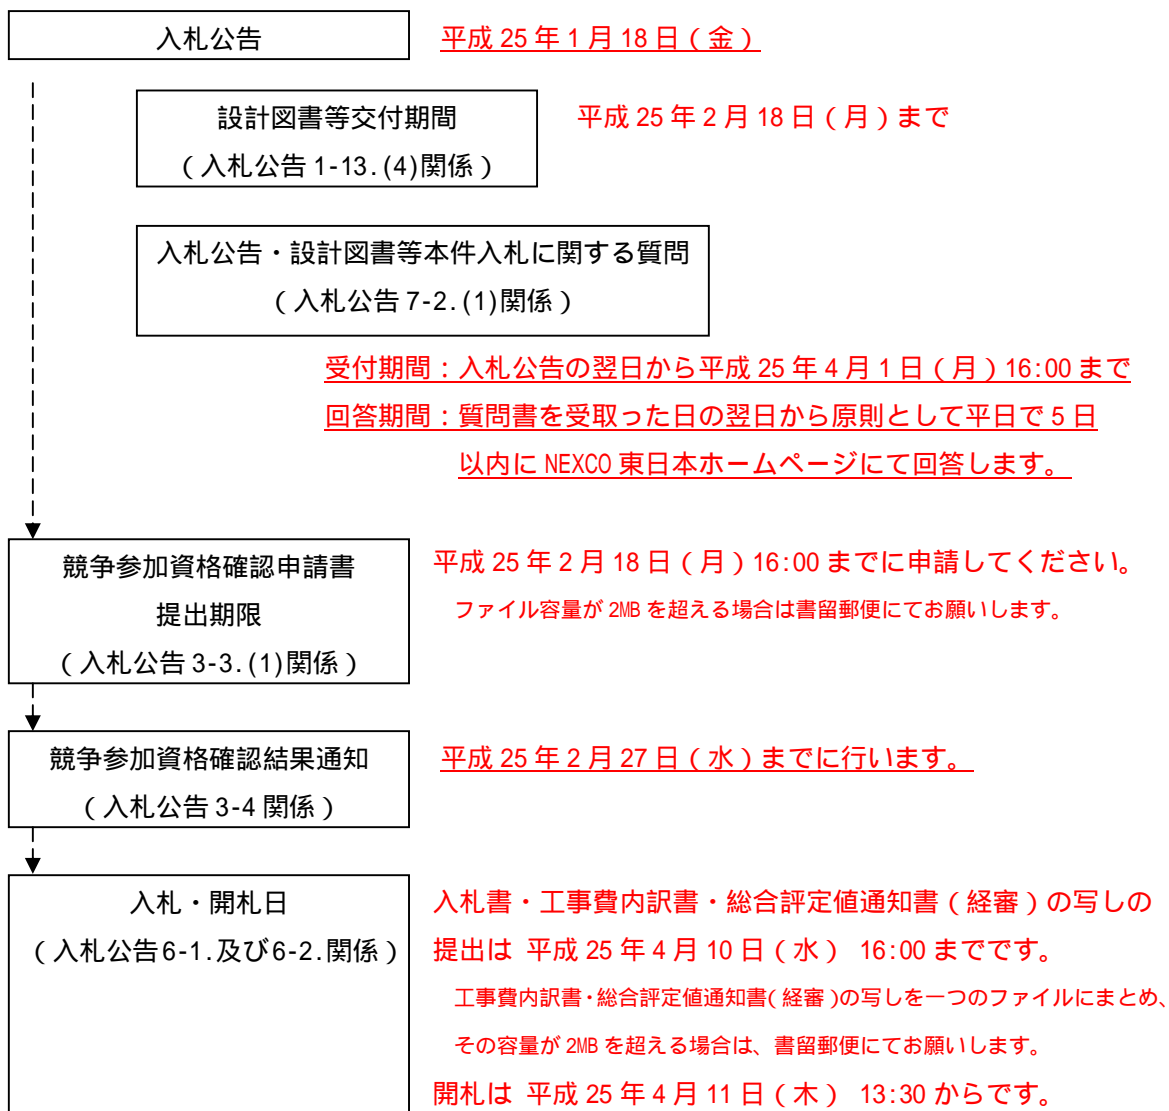 入札公告
平成 25 年 1 月 18 日（金）
設計図書等交付期間
（入札公告 1-13.(4)関係）
平成 25 年 2 月 18 日（月）まで
入札公告・設計図書等本件入札に関する質問
（入札公告 7-2.(1)関係）
受付期間：入札公告の翌日から平成 25 年 4 月 1 日（月）16:00 まで
回答期間：質問書を受取った日の翌日から原則として平日で 5 日
以内に NEXCO 東日本ホームページにて回答します。
競争参加資格確認申請書
提出期限
（入札公告 3-3.(1)関係）
平成 25 年 2 月 18 日（月）16:00 までに申請してください。
ファイル容量が 2MB を超える場合は書留郵便にてお願いします。
競争参加資格確認結果通知
（入札公告 3-4 関係）
平成 25 年 2 月 27 日（水）までに行います。
入札・開札日
（入札公告 6-1.及び 6-2.関係）
入札書・工事費内訳書・総合評定値通知書（経審）の写しの
提出は 平成 25 年 4 月 10 日（水） 16:00 までです。
工事費内訳書・総合評定値通知書（経審）の写しを一つのファイルにまとめ、
その容量が 2MB を超える場合は、書留郵便にてお願いします。
開札は 平成 25 年 4 月 11 日（木） 13:30 からです。